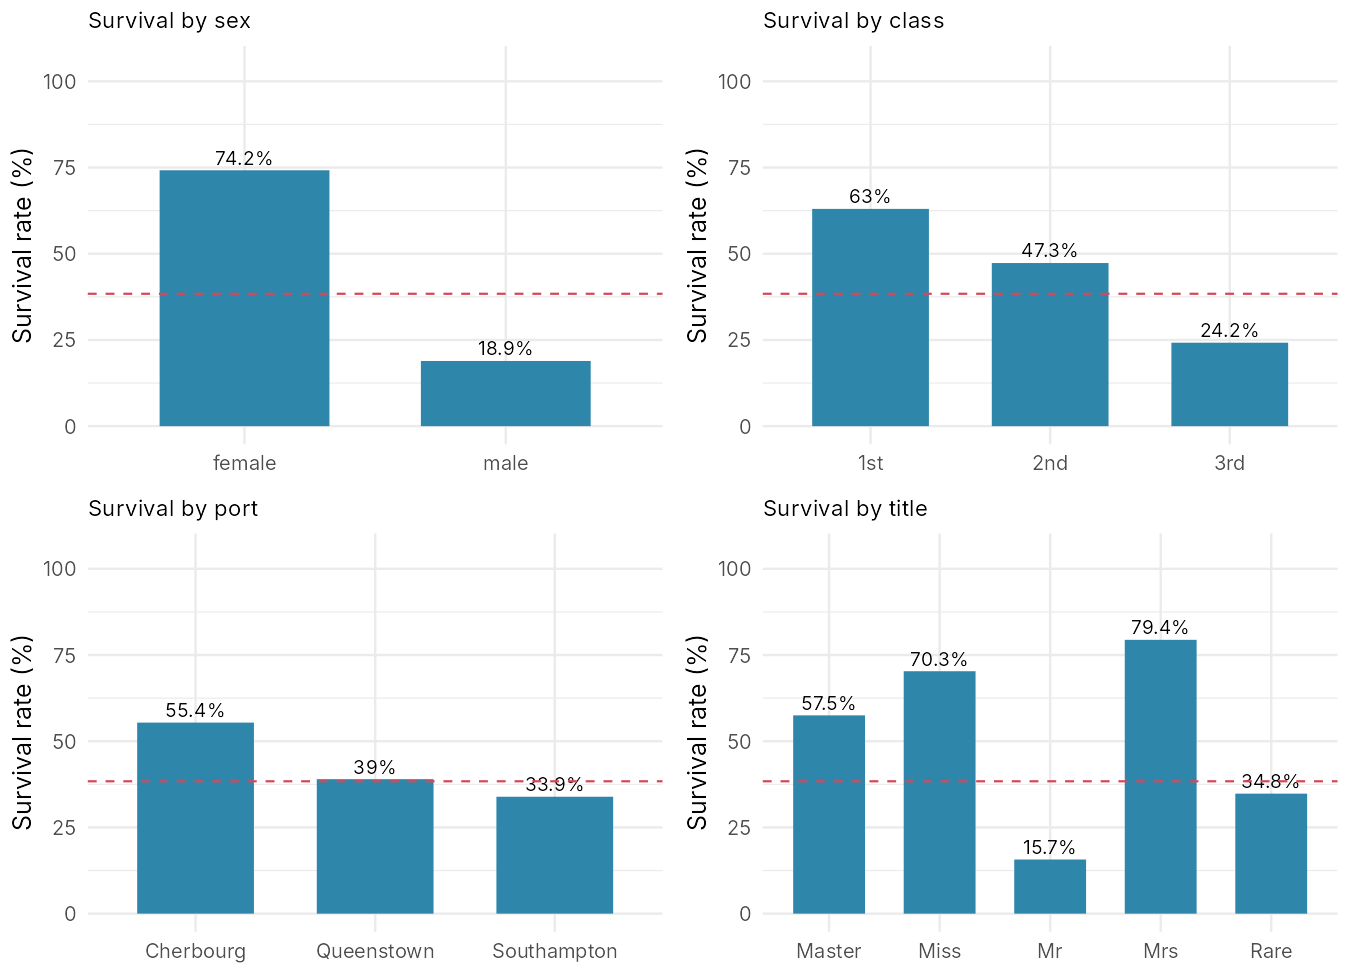 Survival by sex
Survival rate (%)
100
75
50
25
0
74.2%
18.9%
female
male
Survival by class
Survival rate (%)
100
75
50
25
0
63%
47.3%
24.2%
1st
2nd
3rd
Survival by port
Survival rate (%)
100
75
50
25
0
55.4%
39%
33.9%
Cherbourg
Queenstown
Southampton
Survival by title
Survival rate (%)
100
75
50
25
0
57.5%
70.3%
15.7%
79.4%
34.8%
Master
Miss
Mr
Mrs
Rare